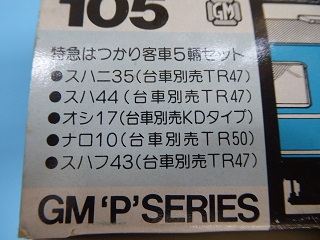 105
GM
特急はつかり客車5輛セット
●スハニ35(台車別売TR47)
●スハ44(台車別売TR47)
●オシ17(台車別売KDタイプ)
●ナロ10(台車別売TR50)
●スハフ43(台車別売TR47)
GM'P'SERIES